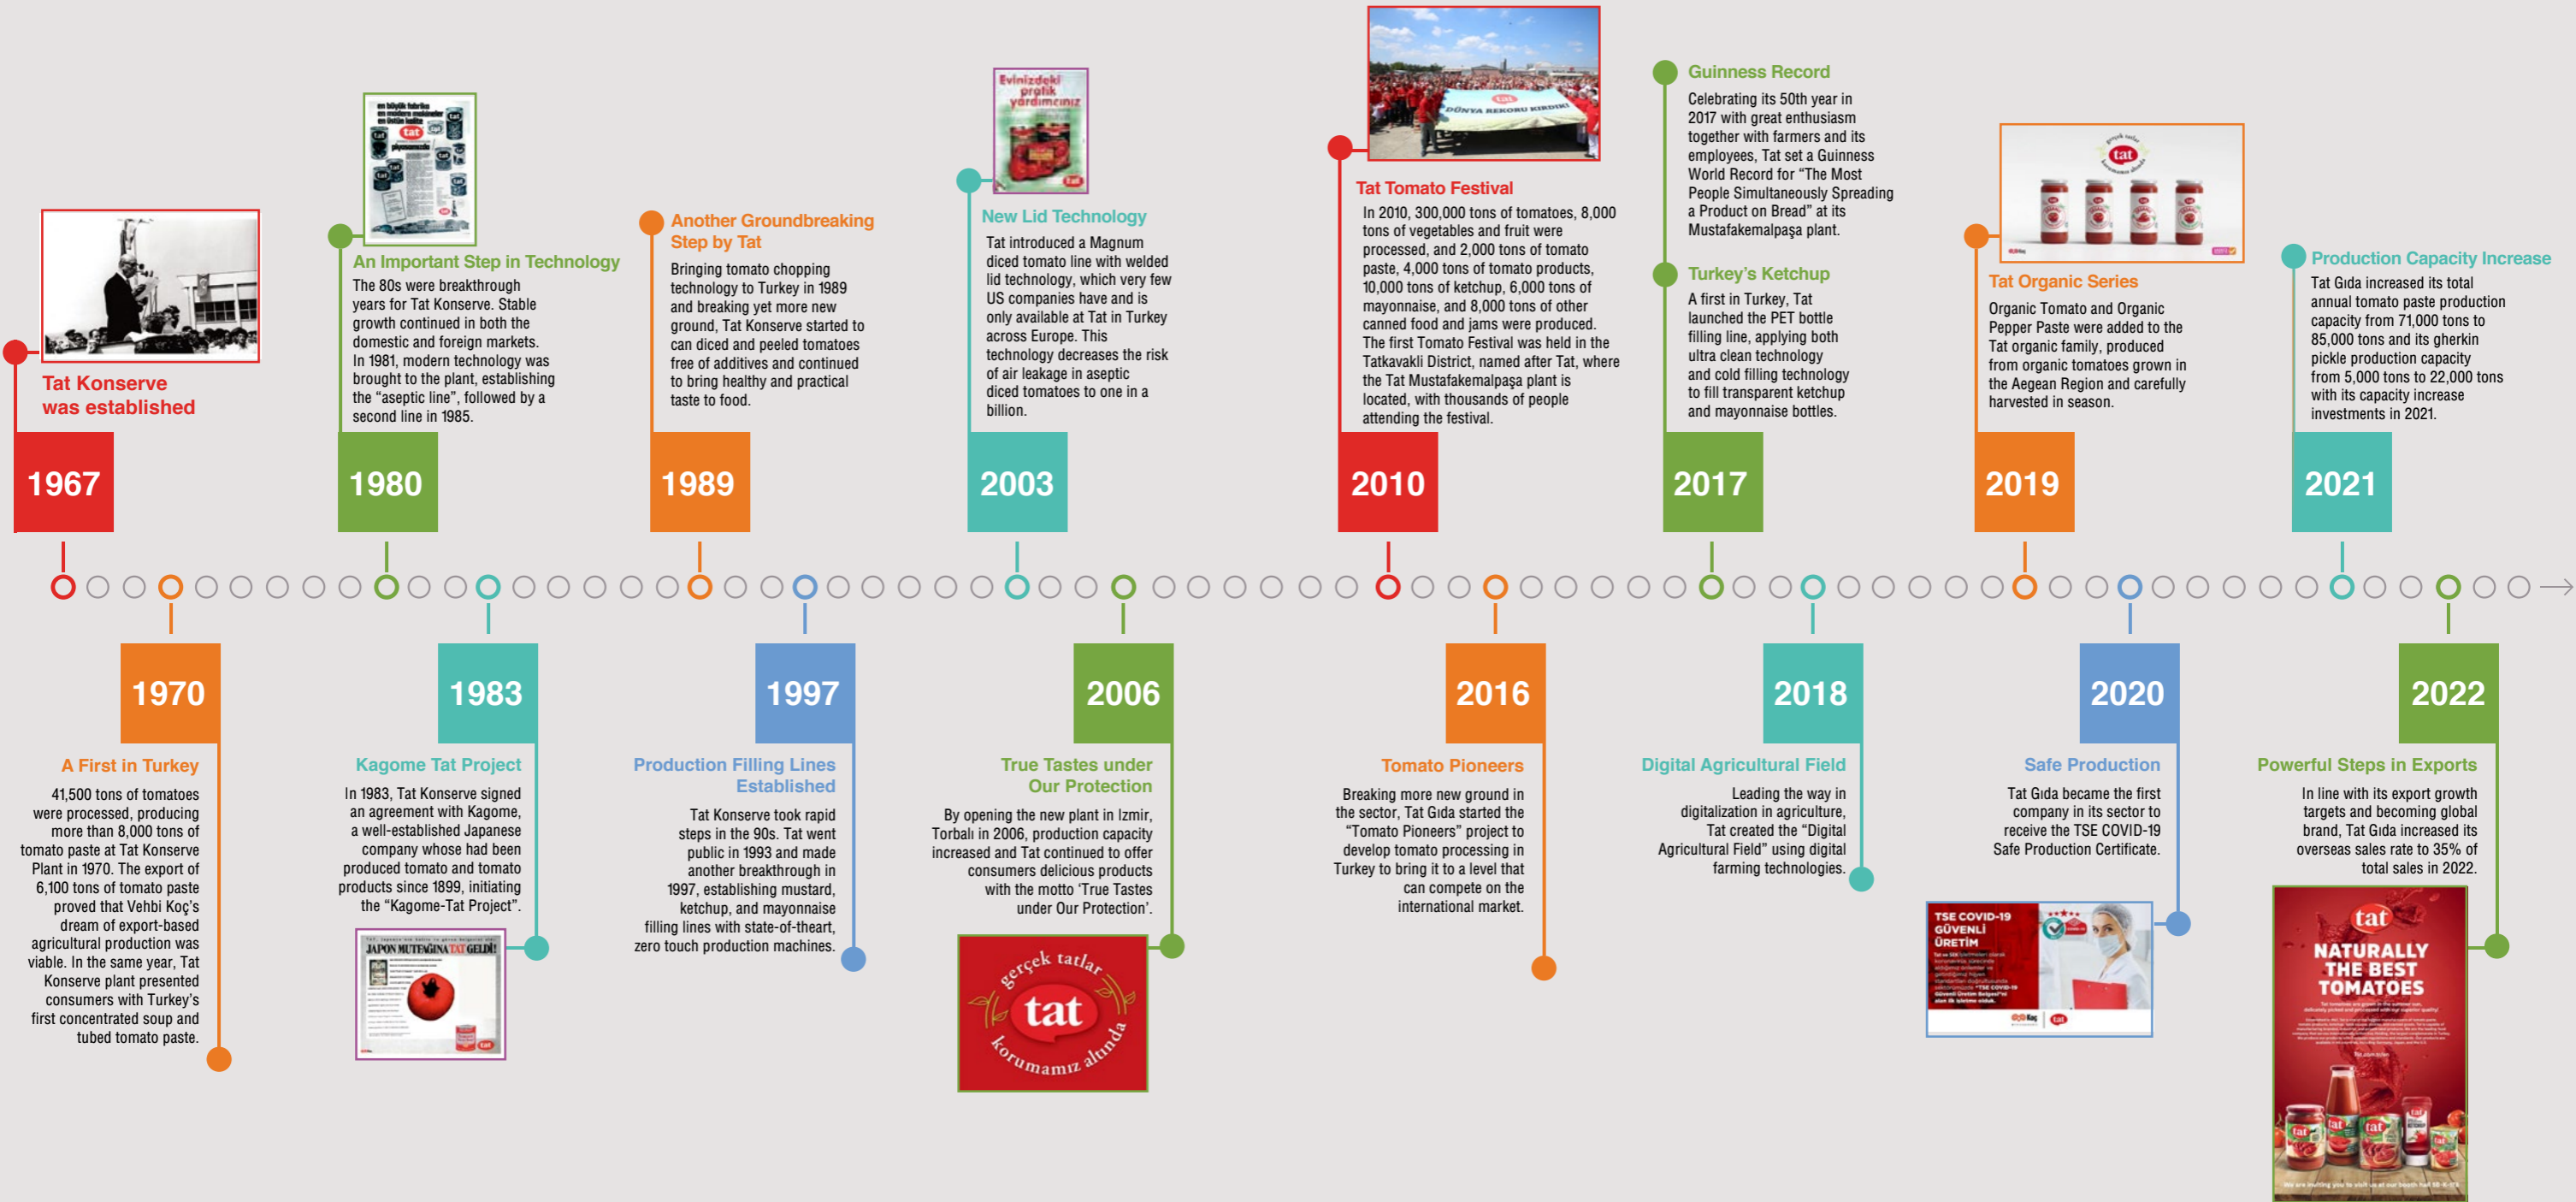 Tat Konserve
was established
1967
en büyük fabrika
en modern makineler
en üstün kalite
tat
piyasamızda
An Important Step in Technology
The 80s were breakthrough
years for Tat Konserve. Stable
growth continued in both the
domestic and foreign markets.
In 1981, modern technology was
brought to the plant, establishing
the “aseptic line”, followed by a
second line in 1985.
1980
Another Groundbreaking
Step by Tat
Bringing tomato chopping
technology to Turkey in 1989
and breaking yet more new
ground, Tat Konserve started to
can diced and peeled tomatoes
free of additives and continued
to bring healthy and practical
taste to food.
1989
Evinizdeki
pratik
yardımcınız
tat
New Lid Technology
Tat introduced a Magnum
diced tomato line with welded
lid technology, which very few
US companies have and is
only available at Tat in Turkey
across Europe. This
technology decreases the risk
of air leakage in aseptic
diced tomatoes to one in a
billion.
2003
tat
DÜNYA REKORU KIRDIK!
Tat Tomato Festival
In 2010, 300,000 tons of tomatoes, 8,000
tons of vegetables and fruit were
processed, and 2,000 tons of tomato
paste, 4,000 tons of tomato products,
10,000 tons of ketchup, 6,000 tons of
mayonnaise, and 8,000 tons of other
canned food and jams were produced.
The first Tomato Festival was held in the
Tatkavakli District, named after Tat, where
the Tat Mustafakemalpaşa plant is
located, with thousands of people
attending the festival.
2010
Guinness Record
Celebrating its 50th year in
2017 with great enthusiasm
together with farmers and its
employees, Tat set a Guinness
World Record for “The Most
People Simultaneously Spreading
a Product on Bread” at its
Mustafakemalpaşa plant.
Turkey’s Ketchup
A first in Turkey, Tat
launched the PET bottle
filling line, applying both
ultra clean technology
and cold filling technology
to fill transparent ketchup
and mayonnaise bottles.
2017
gerçek tatlar
tat
korumamız altında
Koç
Tat Organic Series
Organic Tomato and Organic
Pepper Paste were added to the
Tat organic family, produced
from organic tomatoes grown in
the Aegean Region and carefully
harvested in season.
2019
Production Capacity Increase
Tat Gıda increased its total
annual tomato paste production
capacity from 71,000 tons to
85,000 tons and its gherkin
pickle production capacity
from 5,000 tons to 22,000 tons
with its capacity increase
investments in 2021.
2021
1970
A First in Turkey
41,500 tons of tomatoes
were processed, producing
more than 8,000 tons of
tomato paste at Tat Konserve
Plant in 1970. The export of
6,100 tons of tomato paste
proved that Vehbi Koç’s
dream of export-based
agricultural production was
viable. In the same year, Tat
Konserve plant presented
consumers with Turkey’s
first concentrated soup and
tubed tomato paste.
1983
Kagome Tat Project
In 1983, Tat Konserve signed
an agreement with Kagome,
a well-established Japanese
company whose had been
produced tomato and tomato
products since 1899, initiating
the “Kagome-Tat Project”.
JAPON MUTFAĞINA TAT GELDİ!
tat
1997
Production Filling Lines
Established
Tat Konserve took rapid
steps in the 90s. Tat went
public in 1993 and made
another breakthrough in
1997, establishing mustard,
ketchup, and mayonnaise
filling lines with state-of-theart,
zero touch production machines.
2006
True Tastes under
Our Protection
By opening the new plant in Izmir,
Torbalı in 2006, production capacity
increased and Tat continued to offer
consumers delicious products
with the motto ‘True Tastes
under Our Protection’.
gerçek tatlar
tat
korumamız altında
2016
Tomato Pioneers
Breaking more new ground in
the sector, Tat Gıda started the
“Tomato Pioneers” project to
develop tomato processing in
Turkey to bring it to a level that
can compete on the
international market.
2018
Digital Agricultural Field
Leading the way in
digitalization in agriculture,
Tat created the “Digital
Agricultural Field” using digital
farming technologies.
2020
Safe Production
Tat Gıda became the first
company in its sector to
receive the TSE COVID-19
Safe Production Certificate.
TSE COVID-19
GÜVENLİ
ÜRETİM
Koç
tat
2022
Powerful Steps in Exports
In line with its export growth
targets and becoming global
brand, Tat Gıda increased its
overseas sales rate to 35% of
total sales in 2022.
tat
NATURALLY
THE BEST
TOMATOES
tat
tat
tat
tat
tat